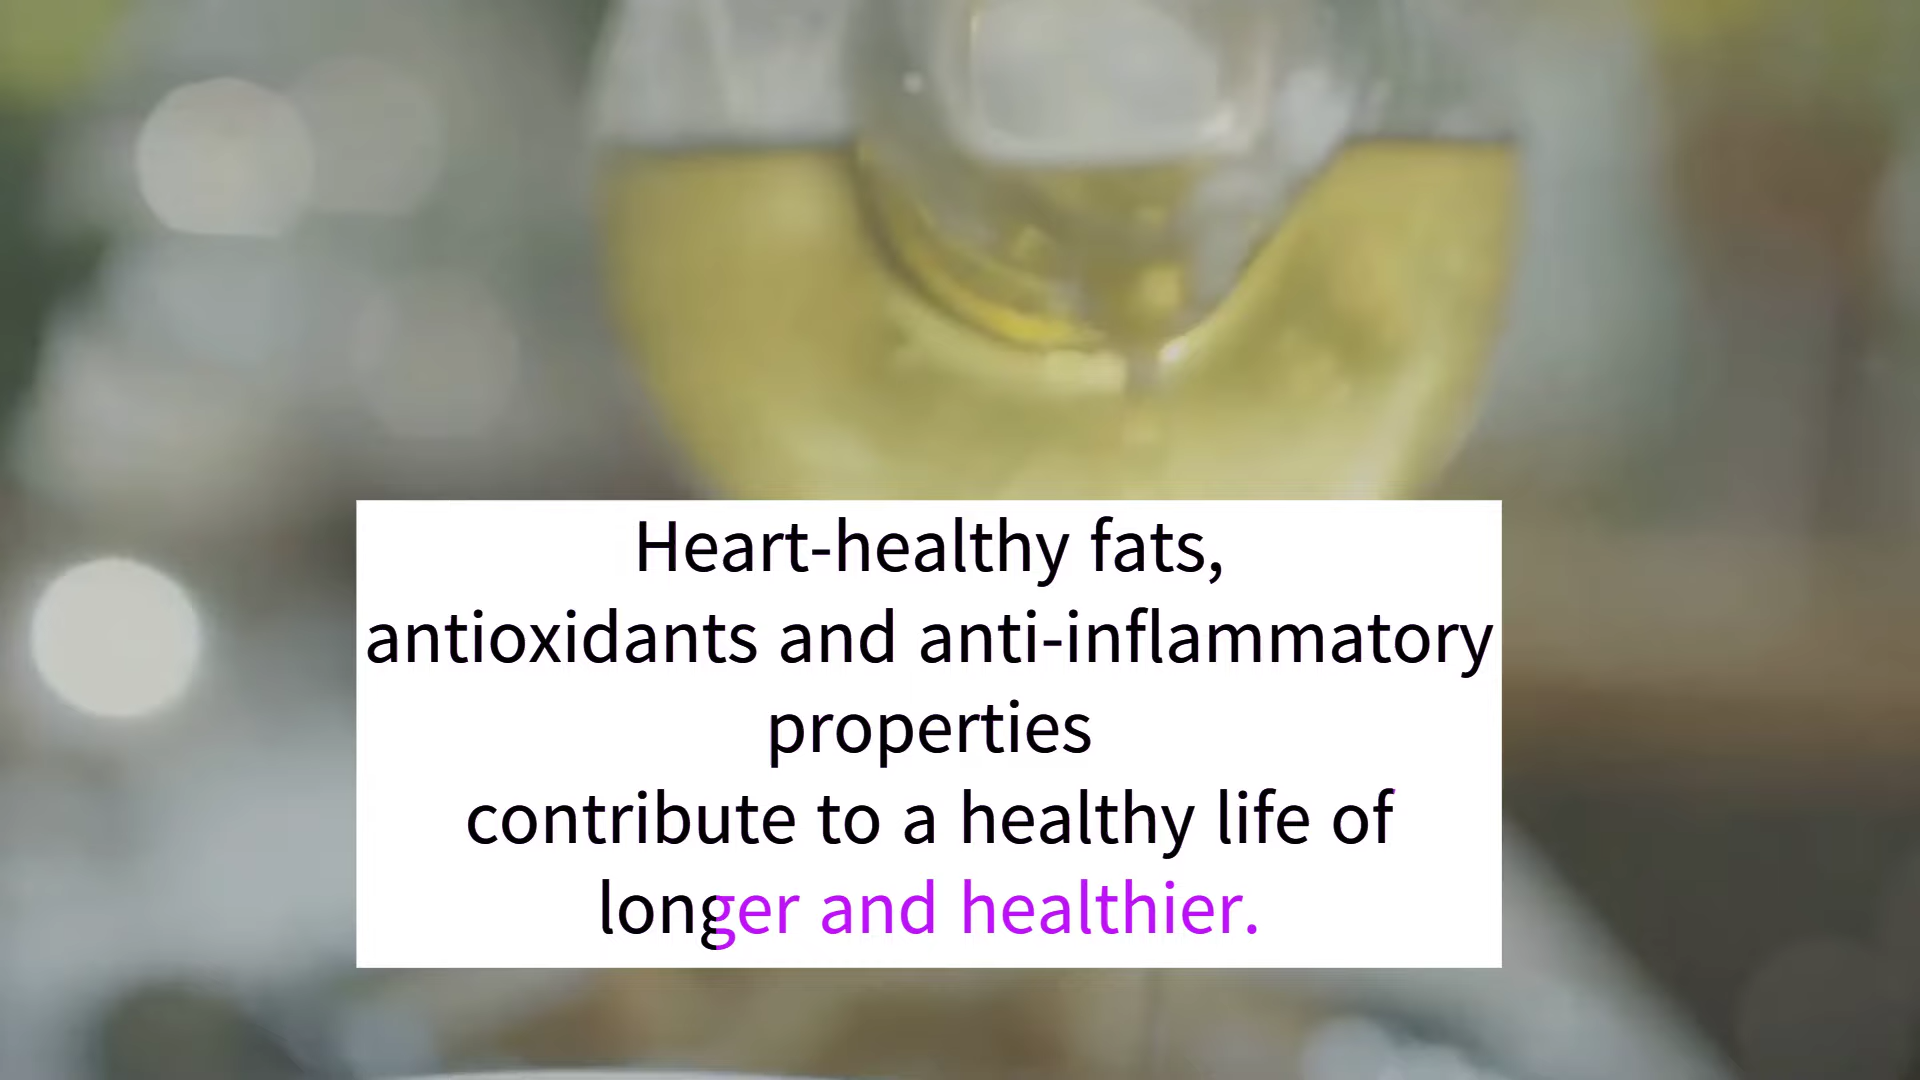 Heart-healthy fats,
antioxidants and anti-inflammatory
properties
contribute to a healthy life of
longer and healthier.